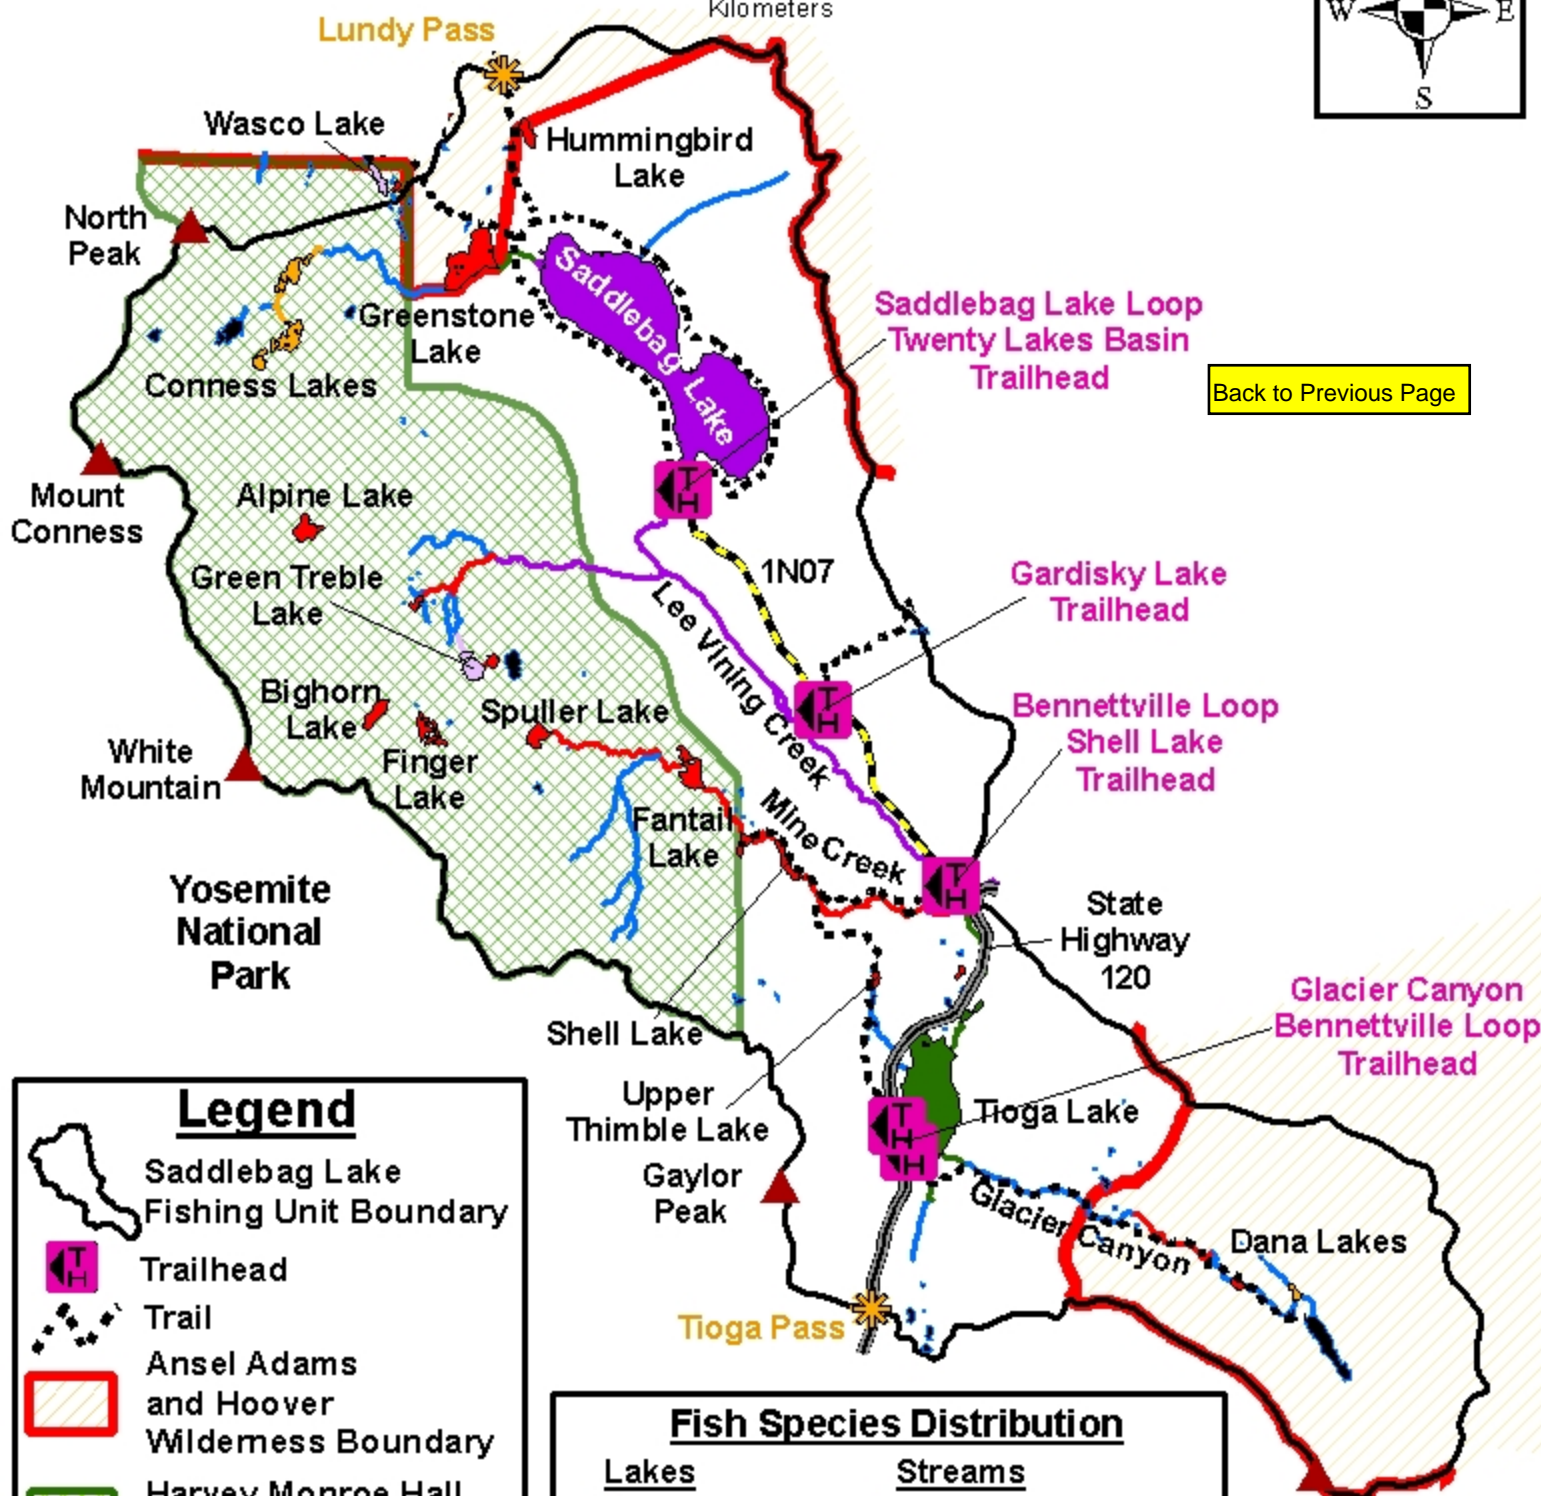 Kilometers
W E
S
Lundy Pass
Wasco Lake
Hummingbird
Lake
North
Peak
Greenstone
Lake
Saddlebag Lake
Saddlebag Lake Loop
Twenty Lakes Basin
Trailhead
Back to Previous Page
Conness Lakes
Mount
Conness
Alpine Lake
Green Treble
Lake
1N07
Gardisky Lake
Trailhead
Lee Vining Creek
Bighorn
Lake
Spuller Lake
Bennettville Loop
Shell Lake
Trailhead
White
Mountain
Finger
Lake
Fantail
Lake
Mine Creek
Yosemite
National
Park
State
Highway
120
Shell Lake
Glacier Canyon
Bennettville Loop
Trailhead
Upper
Thimble Lake
Tioga Lake
Gaylor
Peak
Glacier Canyon
Dana Lakes
Tioga Pass
TH
TH
TH
TH
H
Legend
Saddlebag Lake
Fishing Unit Boundary
TH
Trailhead
Trail
Ansel Adams
and Hoover
Wilderness Boundary
Harvey Monroe Hall
Fish Species Distribution
Lakes Streams